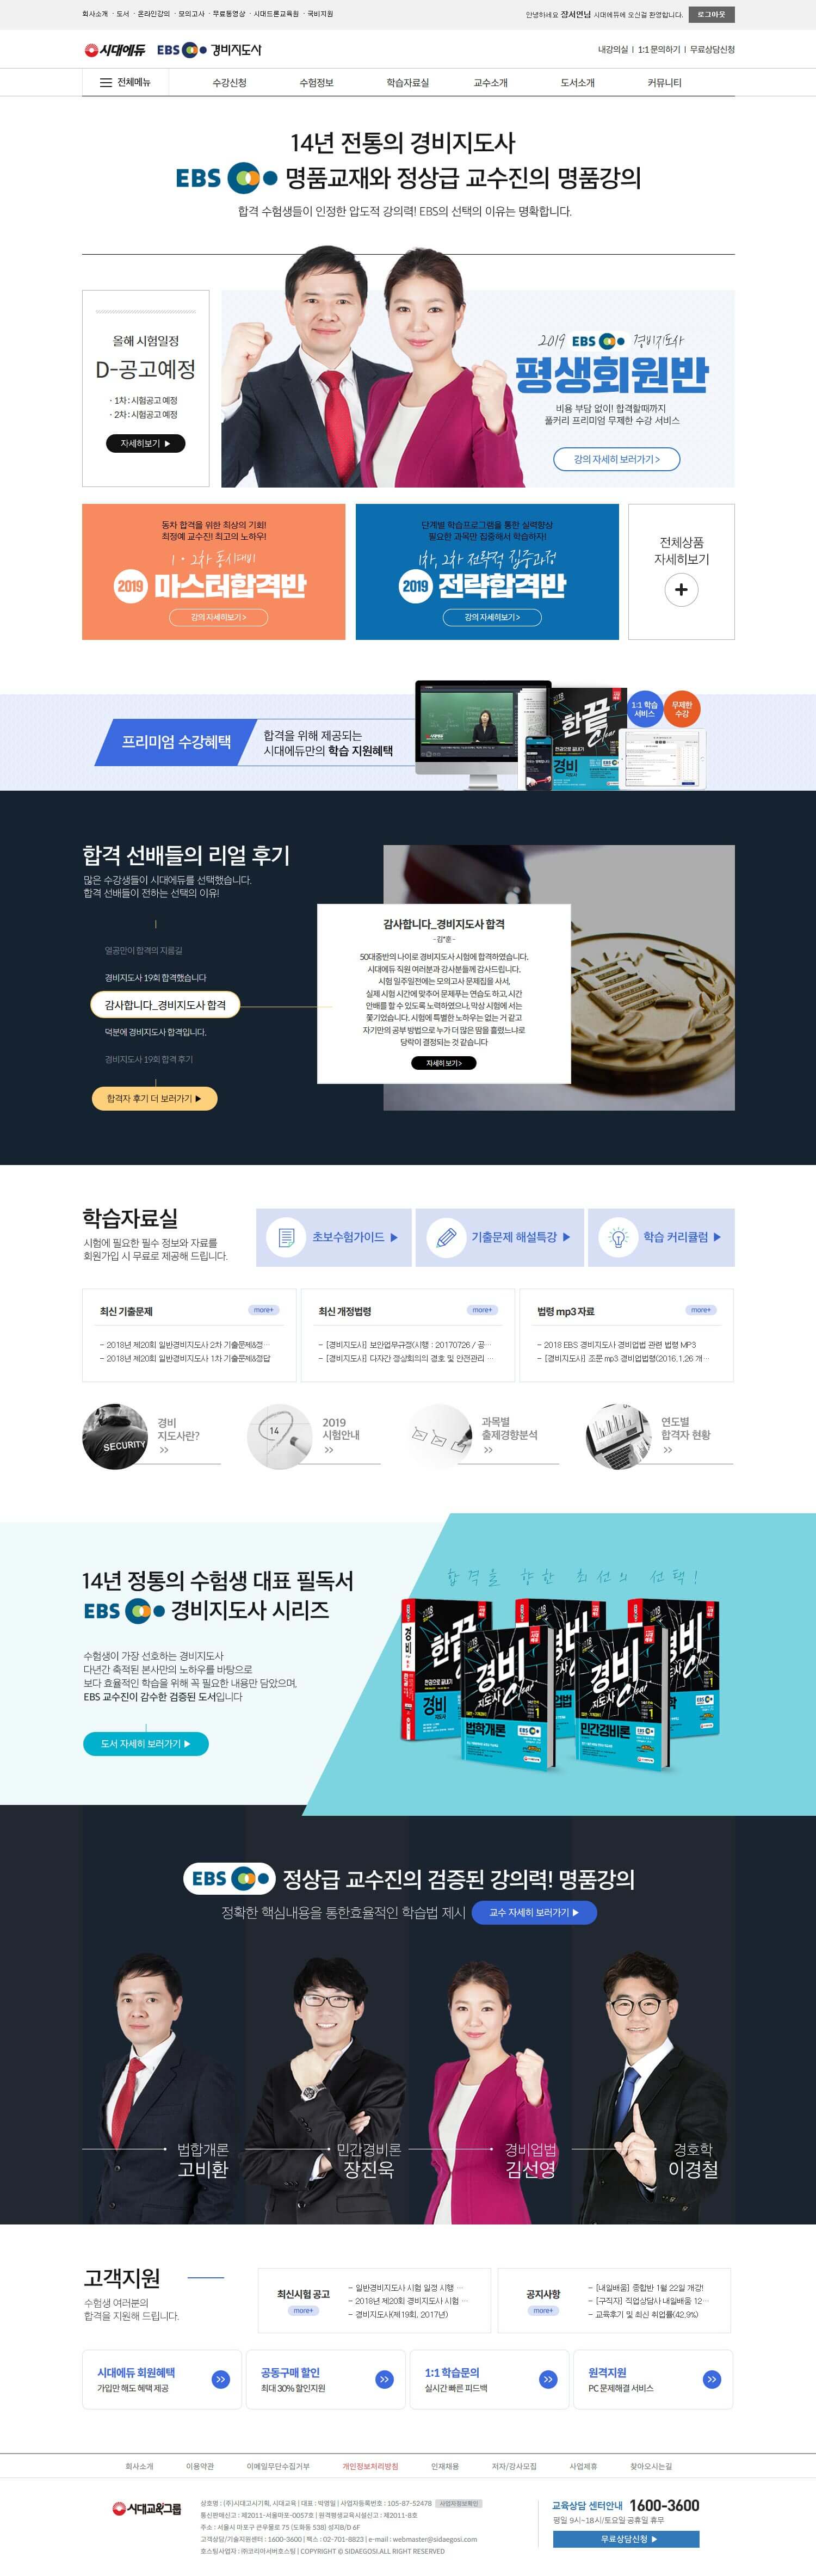 회사소개 · 도서 · 온라인강의 · 모의고사 · 무료동영상 · 시대드론교육원 · 국비지원
안녕하세요 장서연님 시대에듀에 오신걸 환영합니다. 로그아웃
시대에듀 EBS 경비지도사
내강의실 | 1:1 문의하기 | 무료상담신청
전체메뉴 수강신청 수험정보 학습자료실 교수소개 도서소개 커뮤니티
14년 전통의 경비지도사
EBS 명품교재와 정상급 교수진의 명품강의
합격 수험생들이 인정한 압도적 강의력! EBS의 선택의 이유는 명확합니다.
올해 시험일정
D-공고예정
· 1차 : 시험공고 예정
· 2차 : 시험공고 예정
자세히보기 ▶
2019 EBS 경비지도사
평생회원반
비용 부담 없이! 합격할때까지
풀커리 프리미엄 무제한 수강 서비스
강의 자세히 보러가기 >
동차 합격을 위한 최상의 기회!
최정예 교수진! 최고의 노하우!
1·2차 동시대비
2019 마스터합격반
강의 자세히보기 >
단계별 학습프로그램을 통한 실력향상
필요한 과목만 집중해서 학습하자!
1차, 2차 전략적 집중과정
2019 전략합격반
강의 자세히보기 >
전체상품
자세히보기
+
프리미엄 수강혜택
합격을 위해 제공되는
시대에듀만의 학습 지원혜택
한끝
경비
1:1 학습
서비스
무제한
수강
합격 선배들의 리얼 후기
많은 수강생들이 시대에듀를 선택했습니다.
합격 선배들이 전하는 선택의 이유!
열공만이 합격의 지름길
경비지도사 19회 합격했습니다
감사합니다_경비지도사 합격
덕분에 경비지도사 합격입니다.
경비지도사 19회 합격 후기
합격자 후기 더 보러가기 ▶
감사합니다_경비지도사 합격
- 김*훈 -
50대중반의 나이로 경비지도사 시험에 합격하였습니다.
시대에듀 직원 여러분과 강사분들께 감사드립니다.
시험 일주일전에는 모의고사 문제집을 사서,
실제 시험 시간에 맞추어 문제푸는 연습도 하고, 시간
안배를 할 수 있도록 노력하였으나, 막상 시험에 서는
쫓기었습니다. 시험에 특별한 노하우는 없는 거 같고
자기만의 공부 방법으로 누가 더 많은 땀을 흘렸느냐로
당락이 결정되는 것 같습니다
자세히 보기 >
학습자료실
시험에 필요한 필수 정보와 자료를
회원가입 시 무료로 제공해 드립니다.
초보수험가이드 ▶
기출문제 해설특강 ▶
학습 커리큘럼 ▶
최신 기출문제 more+
- 2018년 제20회 일반경비지도사 2차 기출문제&정…
- 2018년 제20회 일반경비지도사 1차 기출문제&정답
최신 개정법령 more+
- [경비지도사] 보안업무규정(시행 : 20170726 / 공…
- [경비지도사] 다자간 정상회의의 경호 및 안전관리 …
법령 mp3 자료 more+
- 2018 EBS 경비지도사 경비업법 관련 법령 MP3
- [경비지도사] 조문 mp3 경비업법령(2016.1.26 개…
SECURITY
경비
지도사란?
>>
14
2019
시험안내
>>
과목별
출제경향분석
>>
연도별
합격자 현황
>>
14년 정통의 수험생 대표 필독서
EBS 경비지도사 시리즈
수험생이 가장 선호하는 경비지도사
다년간 축적된 본사만의 노하우를 바탕으로
보다 효율적인 학습을 위해 꼭 필요한 내용만 담았으며,
EBS 교수진이 감수한 검증된 도서입니다
도서 자세히 보러가기 ▶
합격을 향한 최선의 선택!
한끝
경비
경비
지도사
법학개론
경비
지도사
민간경비론
EBS 정상급 교수진의 검증된 강의력! 명품강의
정확한 핵심내용을 통한효율적인 학습법 제시 교수 자세히 보러가기 ▶
법합개론
고비환
민간경비론
장진욱
경비업법
김선영
경호학
이경철
고객지원
수험생 여러분의
합격을 지원해 드립니다.
최신시험 공고
more+
- 일반경비지도사 시험 일정 시행 …
- 2018년 제20회 경비지도사 시험 …
- 경비지도사(제19회, 2017년)
공지사항
more+
- [내일배움] 종합반 1월 22일 개강!
- [구직자] 직업상담사 내일배움 12…
- 교육후기 및 최신 취업률(42.9%)
시대에듀 회원혜택
가입만 해도 혜택 제공
공동구매 할인
최대 30% 할인지원
1:1 학습문의
실시간 빠른 피드백
원격지원
PC 문제해결 서비스
회사소개 이용약관 이메일무단수집거부 개인정보처리방침 인재채용 저자/강사모집 사업제휴 찾아오시는길
시대교육그룹
상호명 : (주)시대고시기획, 시대교육 | 대표 : 박영일 | 사업자등록번호 : 105-87-52478 사업자정보확인
통신판매신고 : 제2011-서울마포-0057호 | 원격평생교육시설신고 : 제2011-8호
주소 : 서울시 마포구 큰우물로 75 (도화동 538) 성지B/D 6F
고객상담/기술지원센터 : 1600-3600 | 팩스 : 02-701-8823 | e-mail : webmaster@sidaegosi.com
호스팅사업자 : ㈜코리아서버호스팅 | COPYRIGHT © SIDAEGOSI.ALL RIGHT RESERVED
교육상담 센터안내 1600-3600
평일 9시~18시/토요일·공휴일 휴무
무료상담신청 ▶